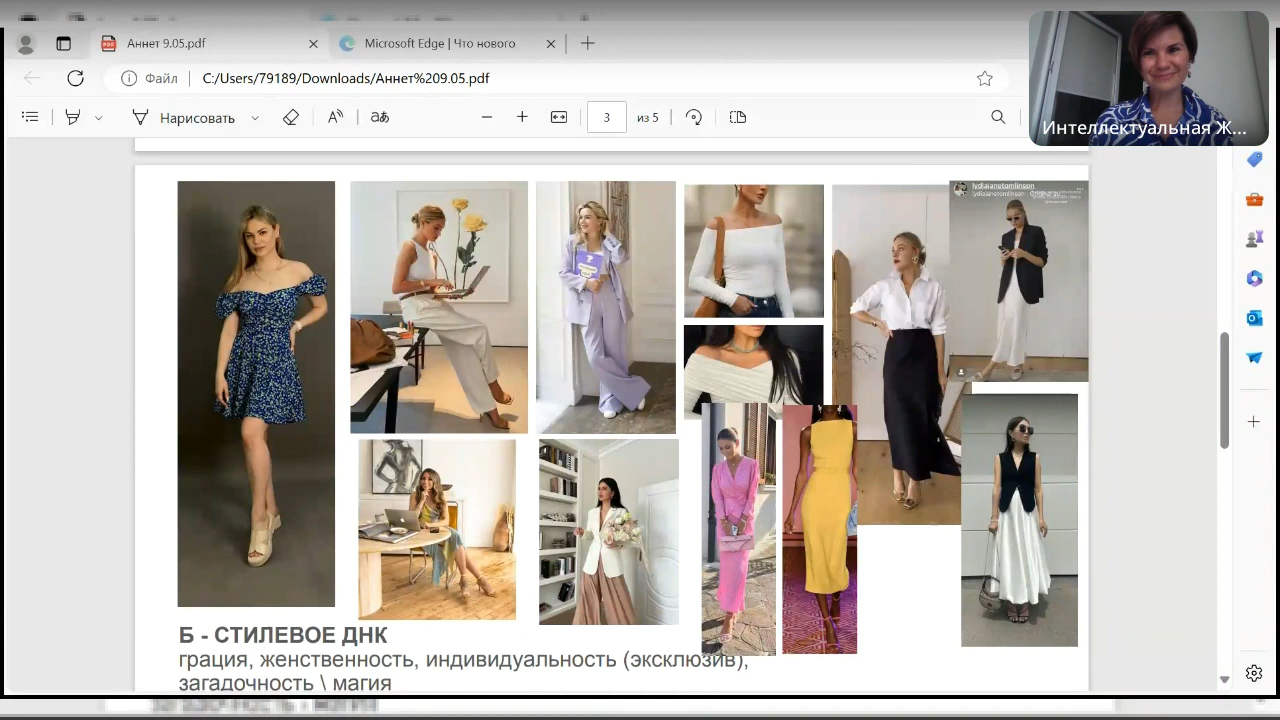 Аннет 9.05.pdf
Microsoft Edge | Что нового
Файл
C:/Users/79189/Downloads/Аннет%209.05.pdf
Нарисовать
3
из 5
Интеллектуальная Ж...
lydiajanetomlinson
Б - СТИЛЕВОЕ ДНК
грация, женственность, индивидуальность (эксклюзив),
загадочность \ магия